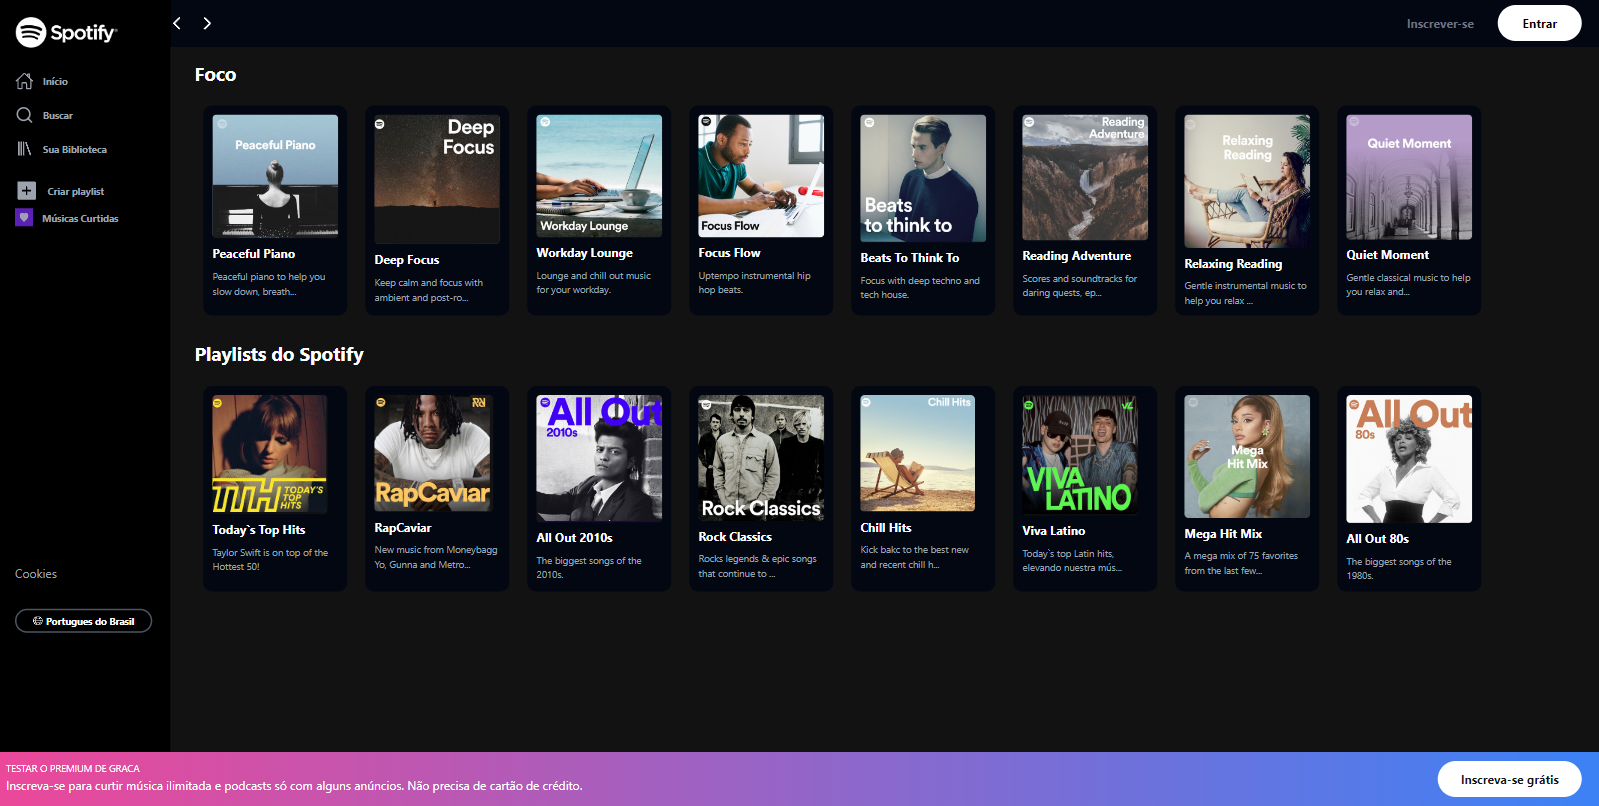 Spotify
Início
Buscar
Sua Biblioteca
Criar playlist
Músicas Curtidas
Cookies
Portugues do Brasil
Inscrever-se
Entrar
Foco
Peaceful Piano
Peaceful Piano
Peaceful piano to help you
slow down, breath...
Deep
Focus
Deep Focus
Keep calm and focus with
ambient and post-ro...
Workday Lounge
Workday Lounge
Lounge and chill out music
for your workday.
Focus Flow
Focus Flow
Uptempo instrumental hip
hop beats.
Beats
to think to
Beats To Think To
Focus with deep techno and
tech house.
Reading
Adventure
Reading Adventure
Scores and soundtracks for
daring quests, ep...
Relaxing
Reading
Relaxing Reading
Gentle instrumental music to
help you relax ...
Quiet Moment
Quiet Moment
Gentle classical music to help
you relax and...
Playlists do Spotify
TTH TODAY'S
TOP
HITS
Today`s Top Hits
Taylor Swift is on top of the
Hottest 50!
RapCaviar
RapCaviar
New music from Moneybagg
Yo, Gunna and Metro...
All Out
2010s
All Out 2010s
The biggest songs of the
2010s.
Rock Classics
Rock Classics
Rocks legends & epic songs
that continue to ...
Chill Hits
Chill Hits
Kick bakc to the best new
and recent chill h...
VIVA
LATINO
Viva Latino
Today`s top Latin hits,
elevando nuestra mús...
Mega
Hit Mix
Mega Hit Mix
A mega mix of 75 favorites
from the last few...
All Out
80s
All Out 80s
The biggest songs of the
1980s.
TESTAR O PREMIUM DE GRACA
Inscreva-se para curtir música ilimitada e podcasts só com alguns anúncios. Não precisa de cartão de crédito.
Inscreva-se grátis